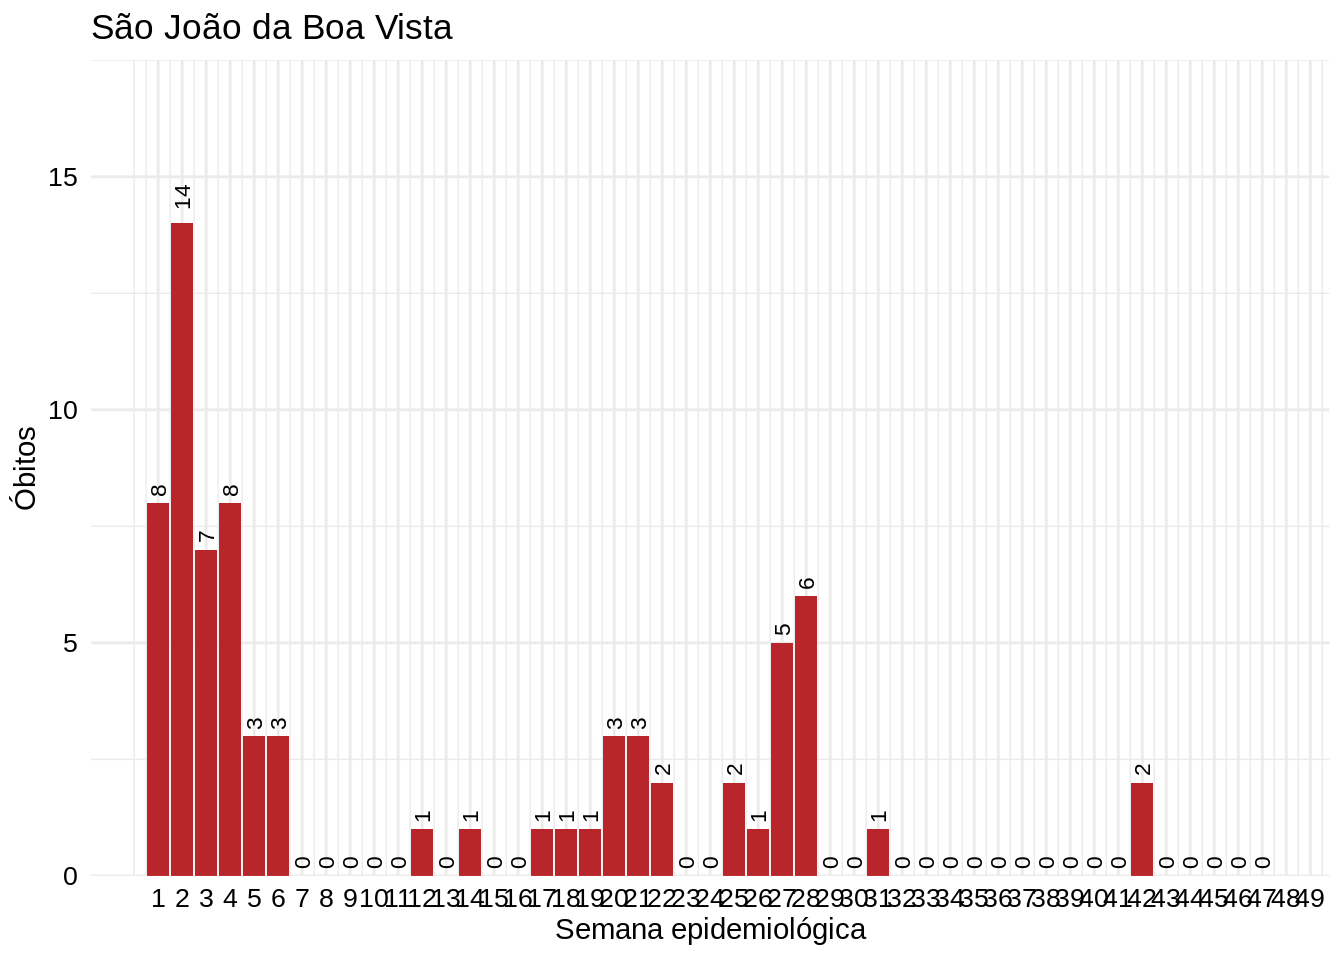 São João da Boa Vista
Óbitos
15
10
5
0
8 14 7 8 3 3 0 0 0 0 0 1 0 1 0 0 1 1 1 3 3 2 0 0 2 1 5 6 0 0 1 0 0 0 0 0 0 0 0 0 0 2 0 0 0 0 0
1 2 3 4 5 6 7 8 9 10 11 12 13 14 15 16 17 18 19 20 21 22 23 24 25 26 27 28 29 30 31 32 33 34 35 36 37 38 39 40 41 42 43 44 45 46 47 48 49
Semana epidemiológica